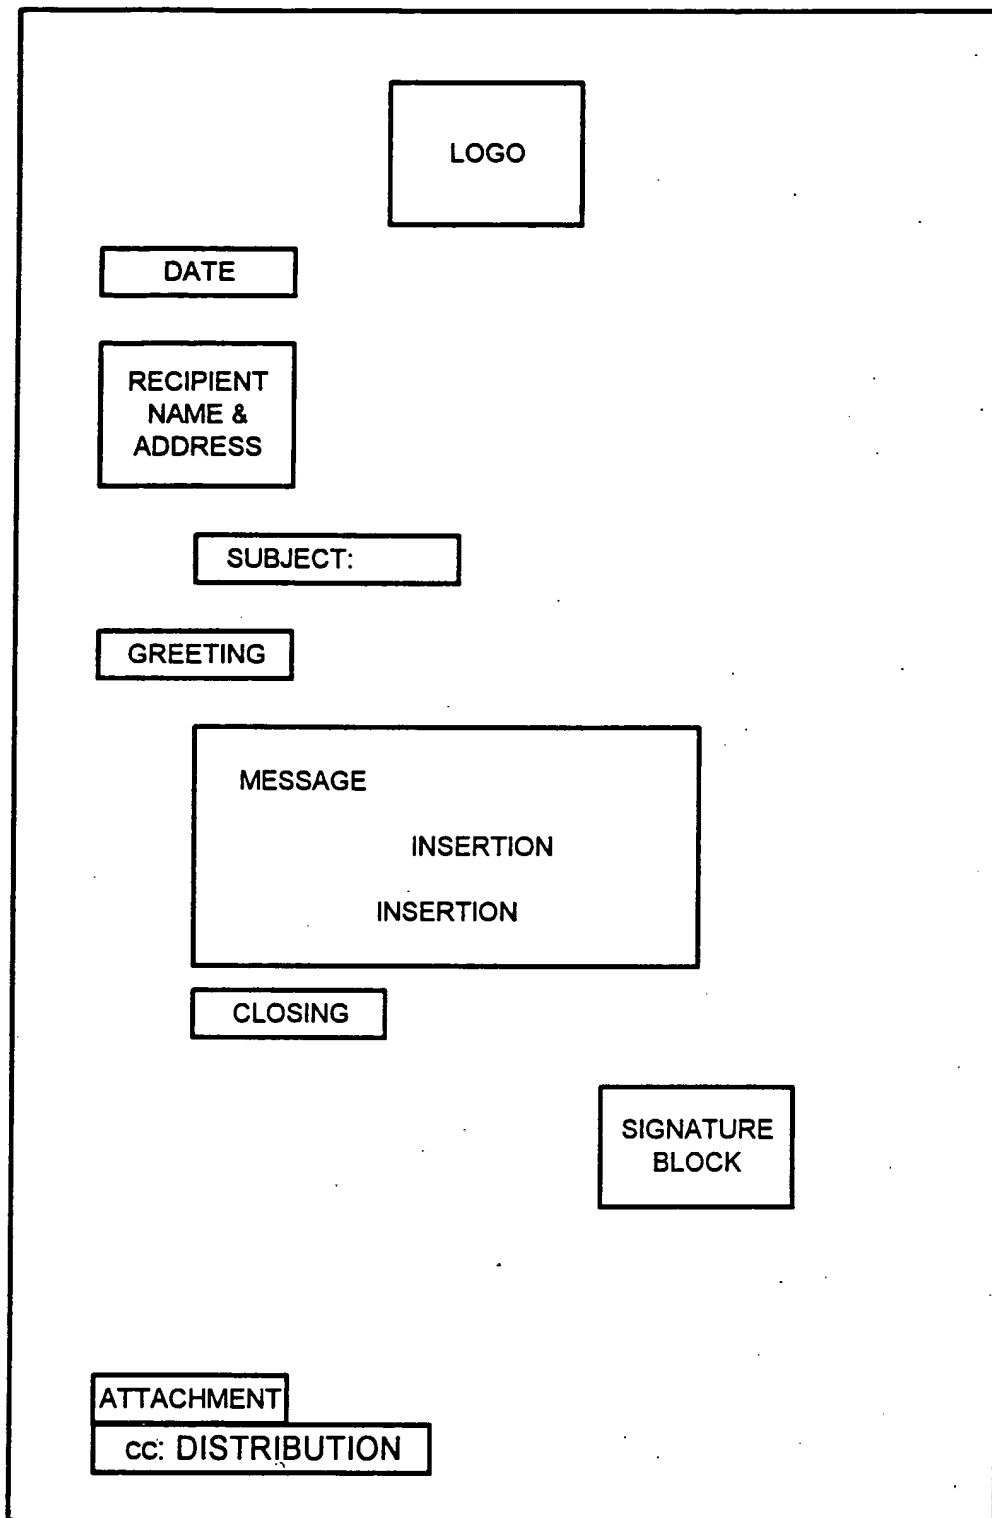 LOGO
DATE
RECIPIENT
NAME &
ADDRESS
SUBJECT:
GREETING
MESSAGE
INSERTION
INSERTION
CLOSING
SIGNATURE
BLOCK
ATTACHMENT
cc: DISTRIBUTION